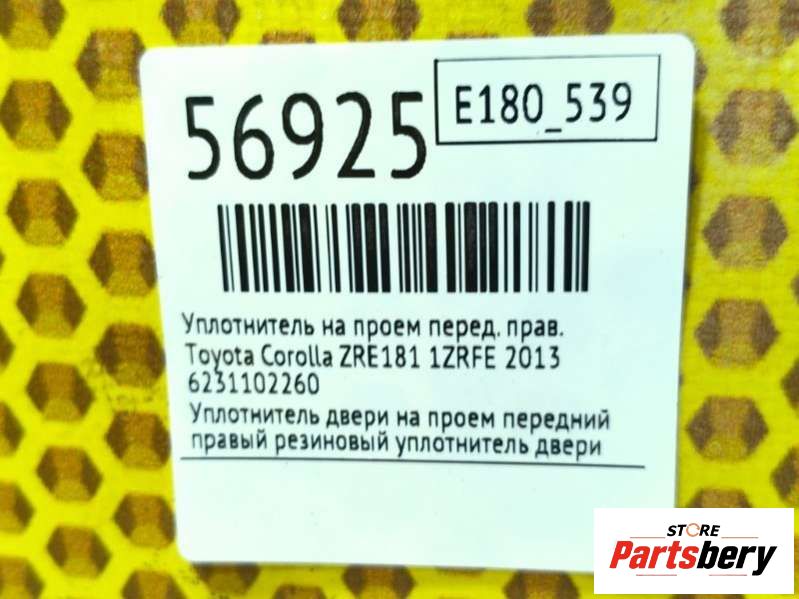 56925
E180_539
Уплотнитель на проем перед. прав.
Toyota Corolla ZRE181 1ZRFE 2013
6231102260
Уплотнитель двери на проем передний
правый резиновый уплотнитель двери
STORE
Partsbery